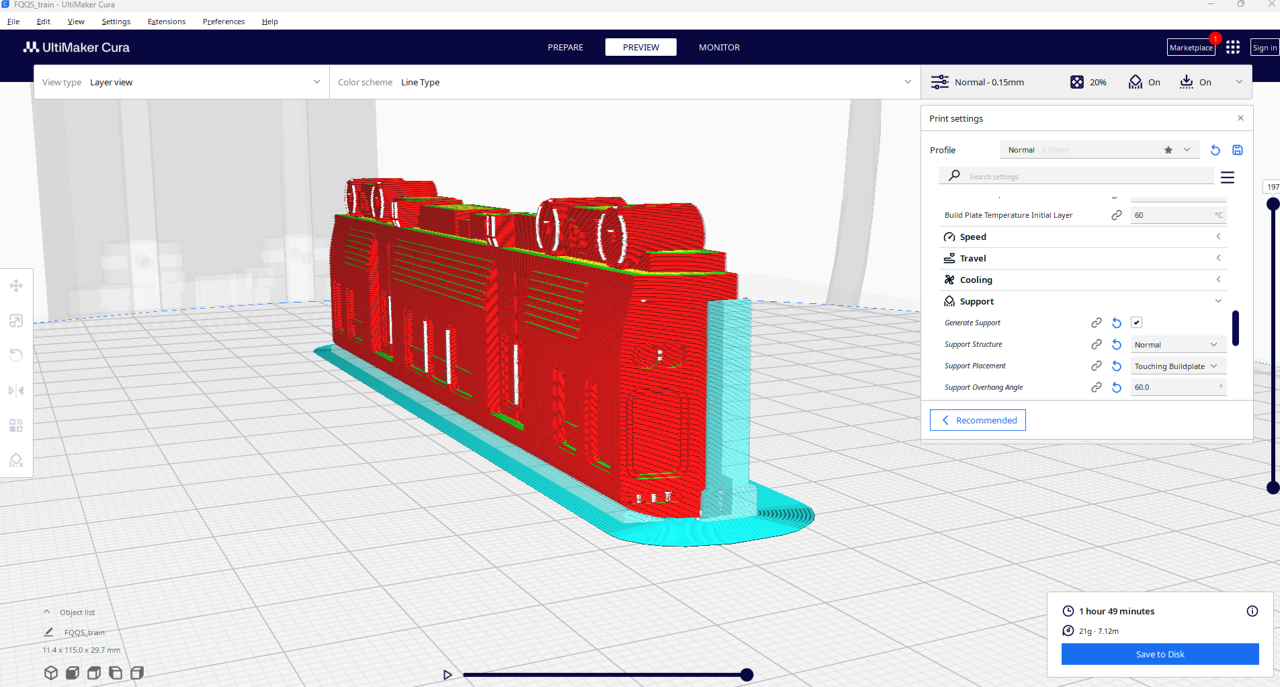 FQQS_train - UltiMaker Cura
File Edit View Settings Extensions Preferences Help
UltiMaker Cura
PREPARE PREVIEW MONITOR
Marketplace 1
Sign in
View type Layer view
Color scheme Line Type
Normal - 0.15mm 20% On On
Print settings
Profile Normal - 0.15mm
Search settings
197
Build Plate Temperature Initial Layer 60 °C
Speed
Travel
Cooling
Support
Generate Support
Support Structure Normal
Support Placement Touching Buildplate
Support Overhang Angle 60.0 °
Recommended
Object list
FQQS_train
11.4 x 115.0 x 29.7 mm
1 hour 49 minutes
21g · 7.12m
Save to Disk